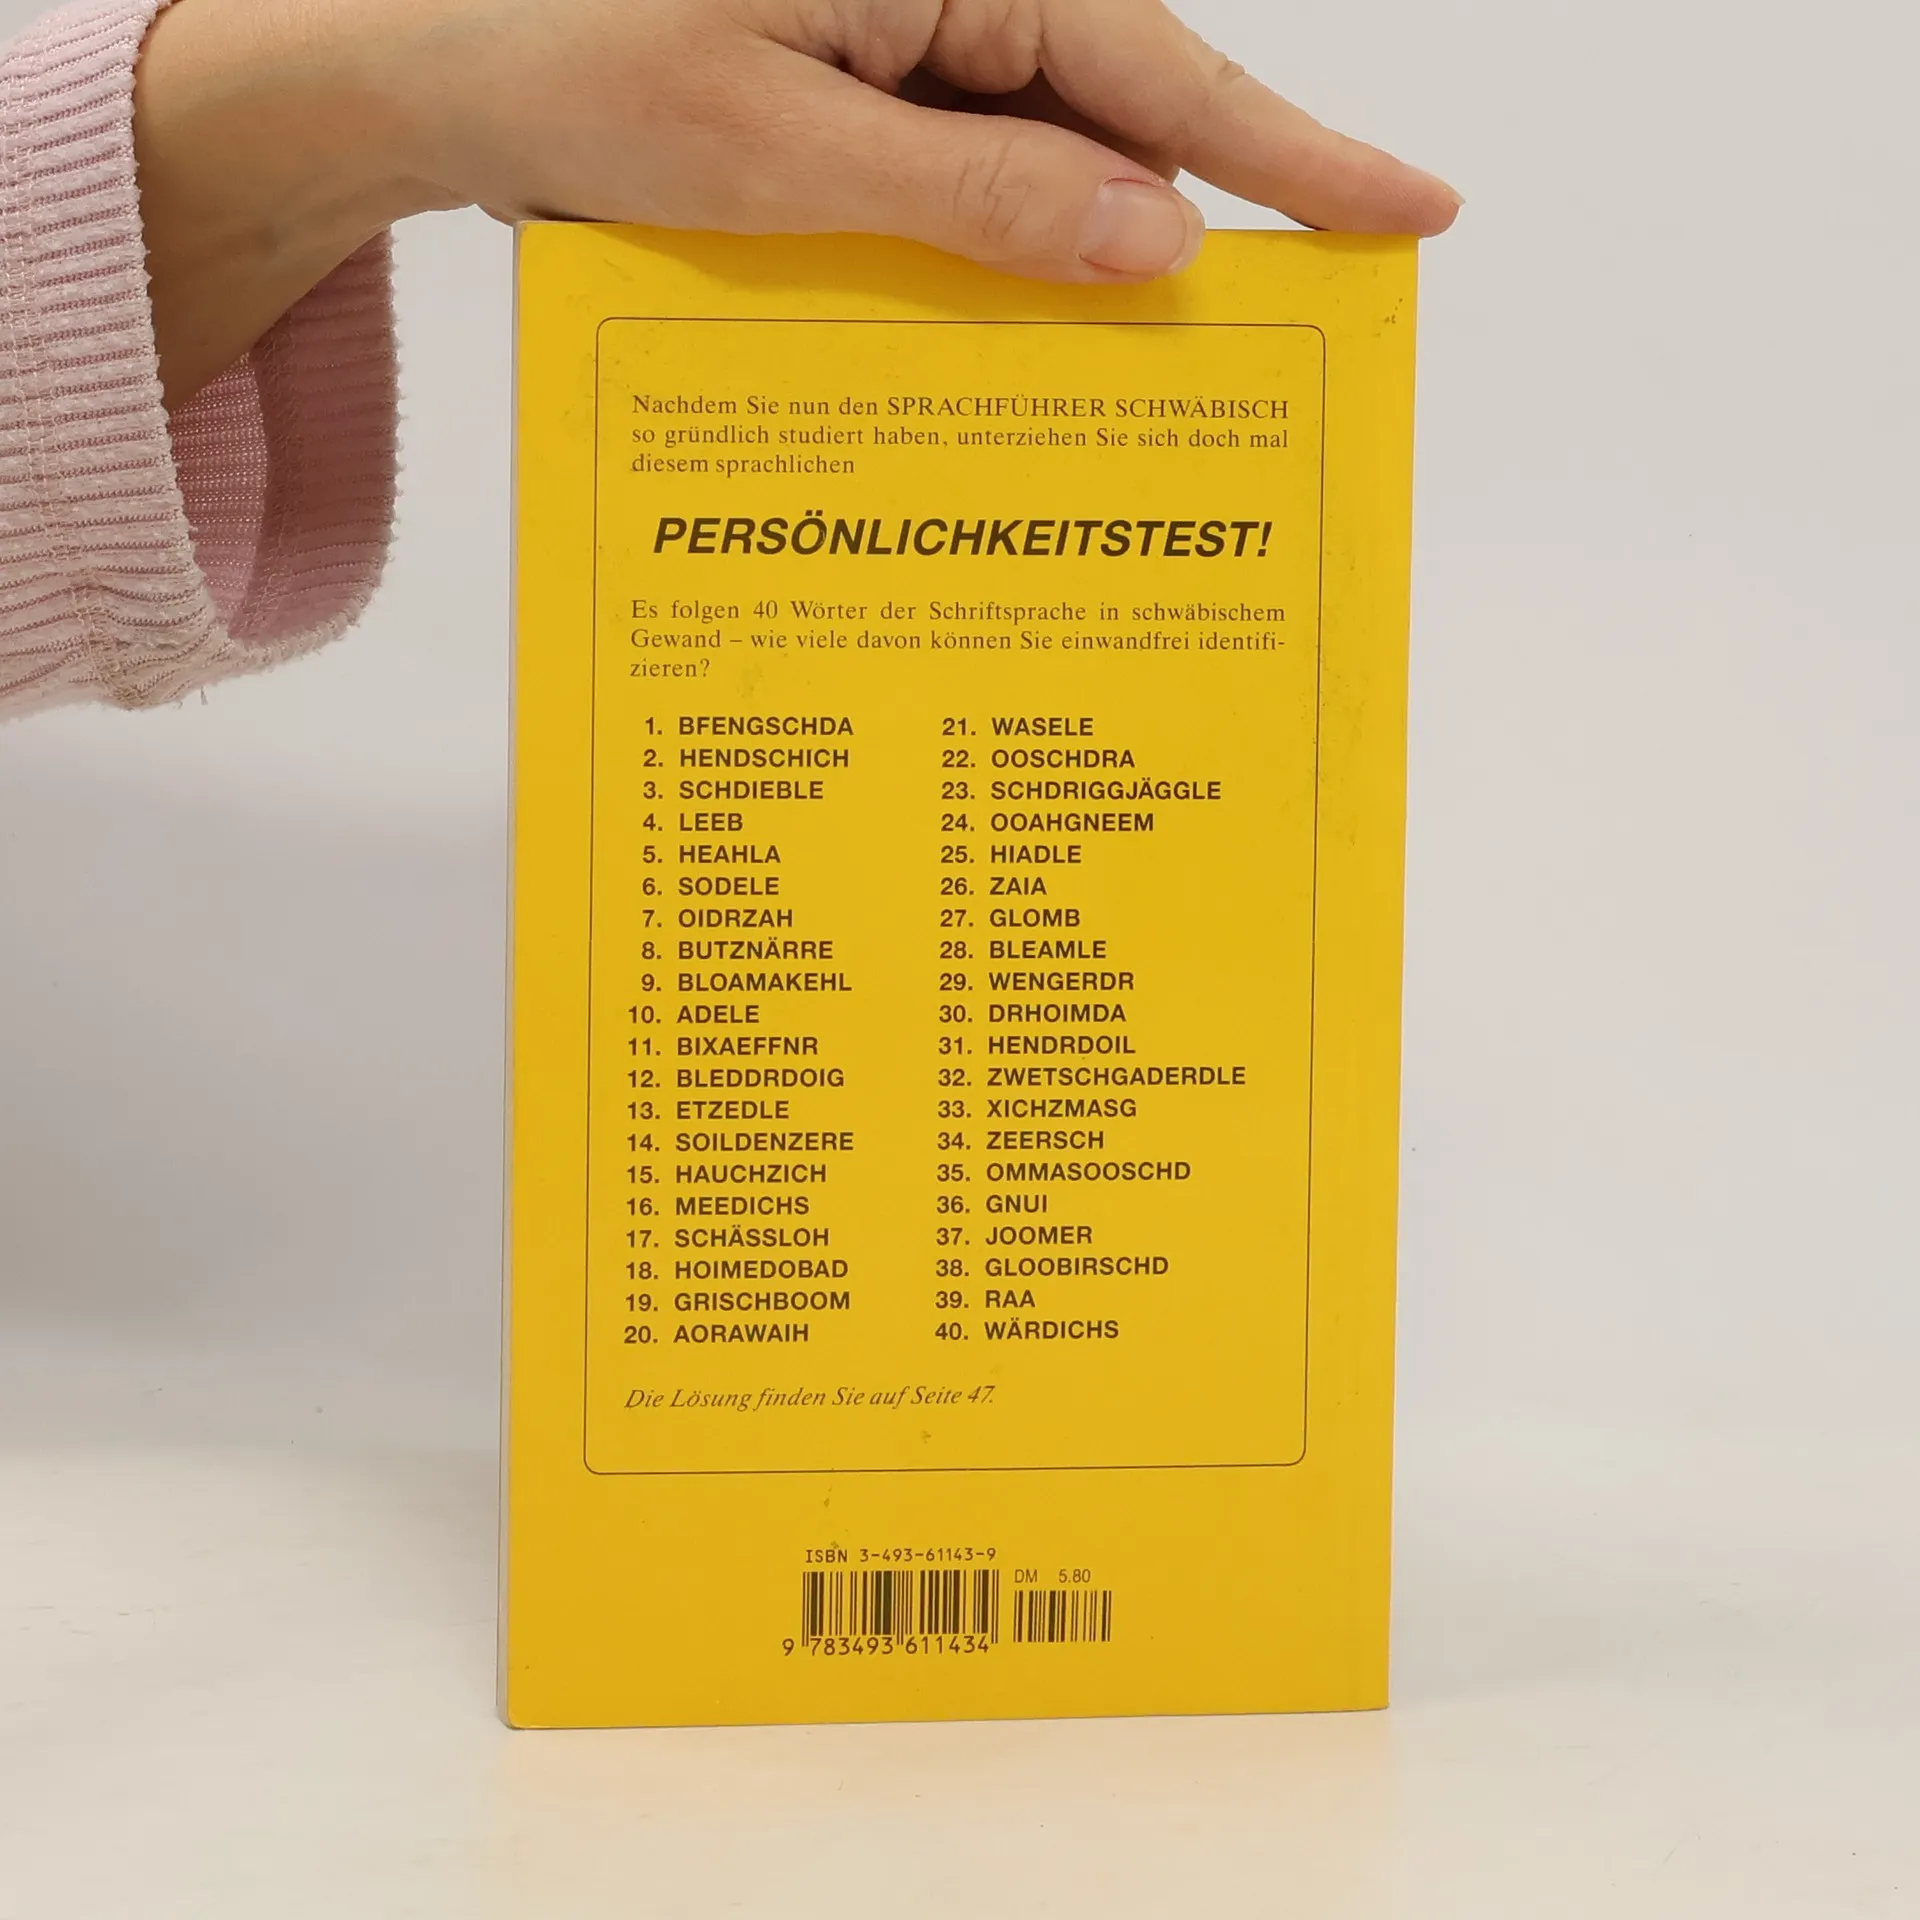 Nachdem Sie nun den SPRACHFÜHRER SCHWÄBISCH
so gründlich studiert haben, unterziehen Sie sich doch mal
diesem sprachlichen
PERSÖNLICHKEITSTEST!
Es folgen 40 Wörter der Schriftsprache in schwäbischem
Gewand – wie viele davon können Sie einwandfrei identifi-
zieren?
1. BFENGSCHDA
2. HENDSCHICH
3. SCHDIEBLE
4. LEEB
5. HEAHLA
6. SODELE
7. OIDRZAH
8. BUTZNÄRRE
9. BLOAMAKEHL
10. ADELE
11. BIXAEFFNR
12. BLEDDRDOIG
13. ETZEDLE
14. SOILDENZERE
15. HAUCHZICH
16. MEEDICHS
17. SCHÄSSLOH
18. HOIMEDOBAD
19. GRISCHBOOM
20. AORAWAIH
21. WASELE
22. OOSCHDRA
23. SCHDRIGGJÄGGLE
24. OOAHGNEEM
25. HIADLE
26. ZAIA
27. GLOMB
28. BLEAMLE
29. WENGERDR
30. DRHOIMDA
31. HENDRDOIL
32. ZWETSCHGADERDLE
33. XICHZMASG
34. ZEERSCH
35. OMMASOOSCHD
36. GNUI
37. JOOMER
38. GLOOBIRSCHD
39. RAA
40. WÄRDICHS
Die Lösung finden Sie auf Seite 47.
ISBN 3-493-61143-9
DM 5.80
9 783493 611434